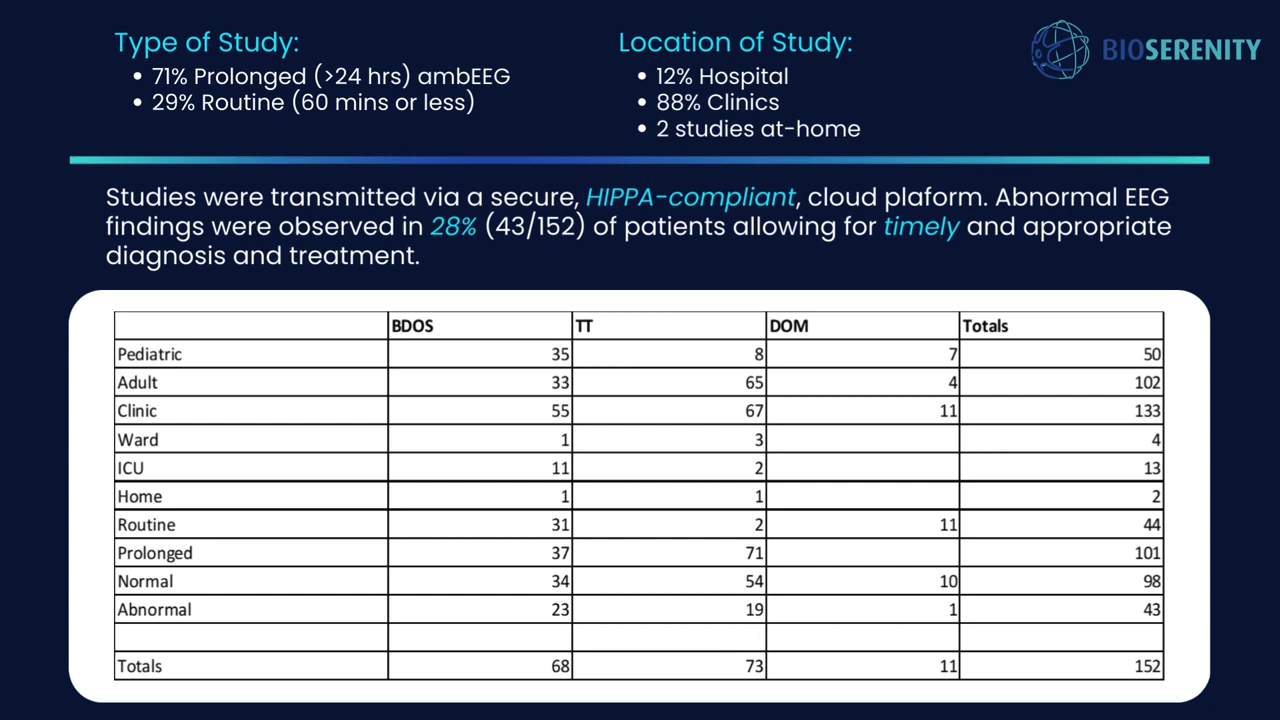 Type of Study:
• 71% Prolonged (>24 hrs) ambEEG
• 29% Routine (60 mins or less)
Location of Study:
• 12% Hospital
• 88% Clinics
• 2 studies at-home
BIOSERENITY
Studies were transmitted via a secure, HIPPA-compliant, cloud plaform. Abnormal EEG
findings were observed in 28% (43/152) of patients allowing for timely and appropriate
diagnosis and treatment.
BDOS TT DOM Totals
Pediatric 35 8 7 50
Adult 33 65 4 102
Clinic 55 67 11 133
Ward 1 3 4
ICU 11 2 13
Home 1 1 2
Routine 31 2 11 44
Prolonged 37 71 101
Normal 34 54 10 98
Abnormal 23 19 1 43
Totals 68 73 11 152